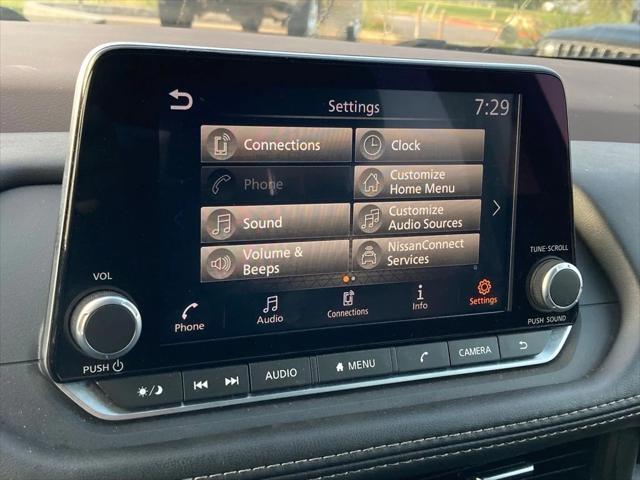 Settings
7:29
Connections
Clock
Phone
Customize
Home Menu
Sound
Customize
Audio Sources
Volume &
Beeps
NissanConnect
Services
Phone
Audio
Connections
Info
Settings
VOL
PUSH
TUNE·SCROLL
PUSH SOUND
AUDIO
MENU
CAMERA